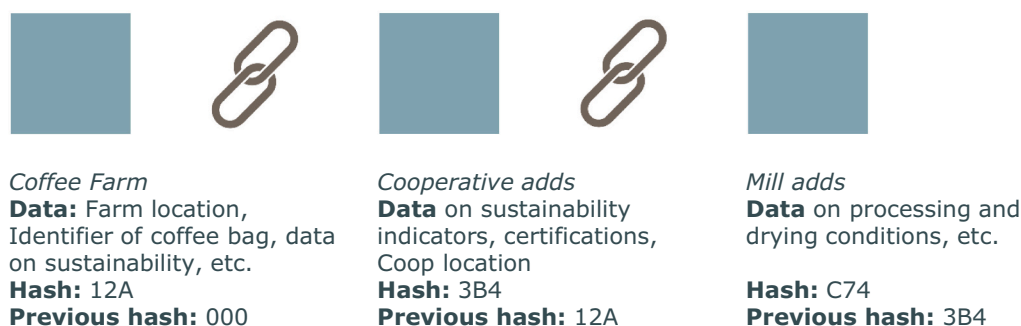 Coffee Farm
Data: Farm location,
Identifier of coffee bag, data
on sustainability, etc.
Hash: 12A
Previous hash: 000
Cooperative adds
Data on sustainability
indicators, certifications,
Coop location
Hash: 3B4
Previous hash: 12A
Mill adds
Data on processing and
drying conditions, etc.
Hash: C74
Previous hash: 3B4